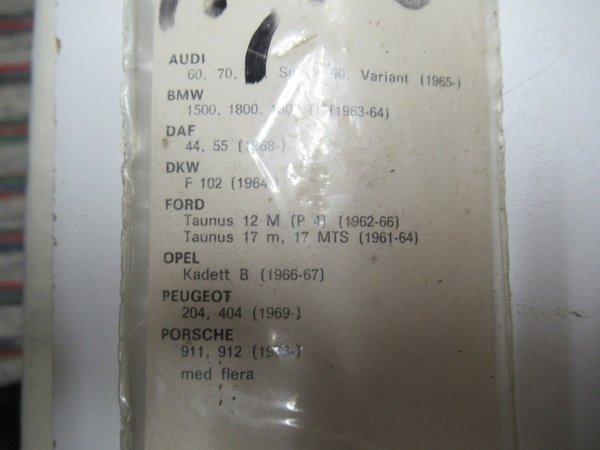 AUDI
60, 70, 90, Variant (1965-)
BMW
1500, 1800, TI (1963-64)
DAF
44, 55
DKW
F 102 (1964-)
FORD
Taunus 12 M (P 4) (1962-66)
Taunus 17 m, 17 MTS (1961-64)
OPEL
Kadett B (1966-67)
PEUGEOT
204, 404 (1969-)
PORSCHE
911, 912
med flera